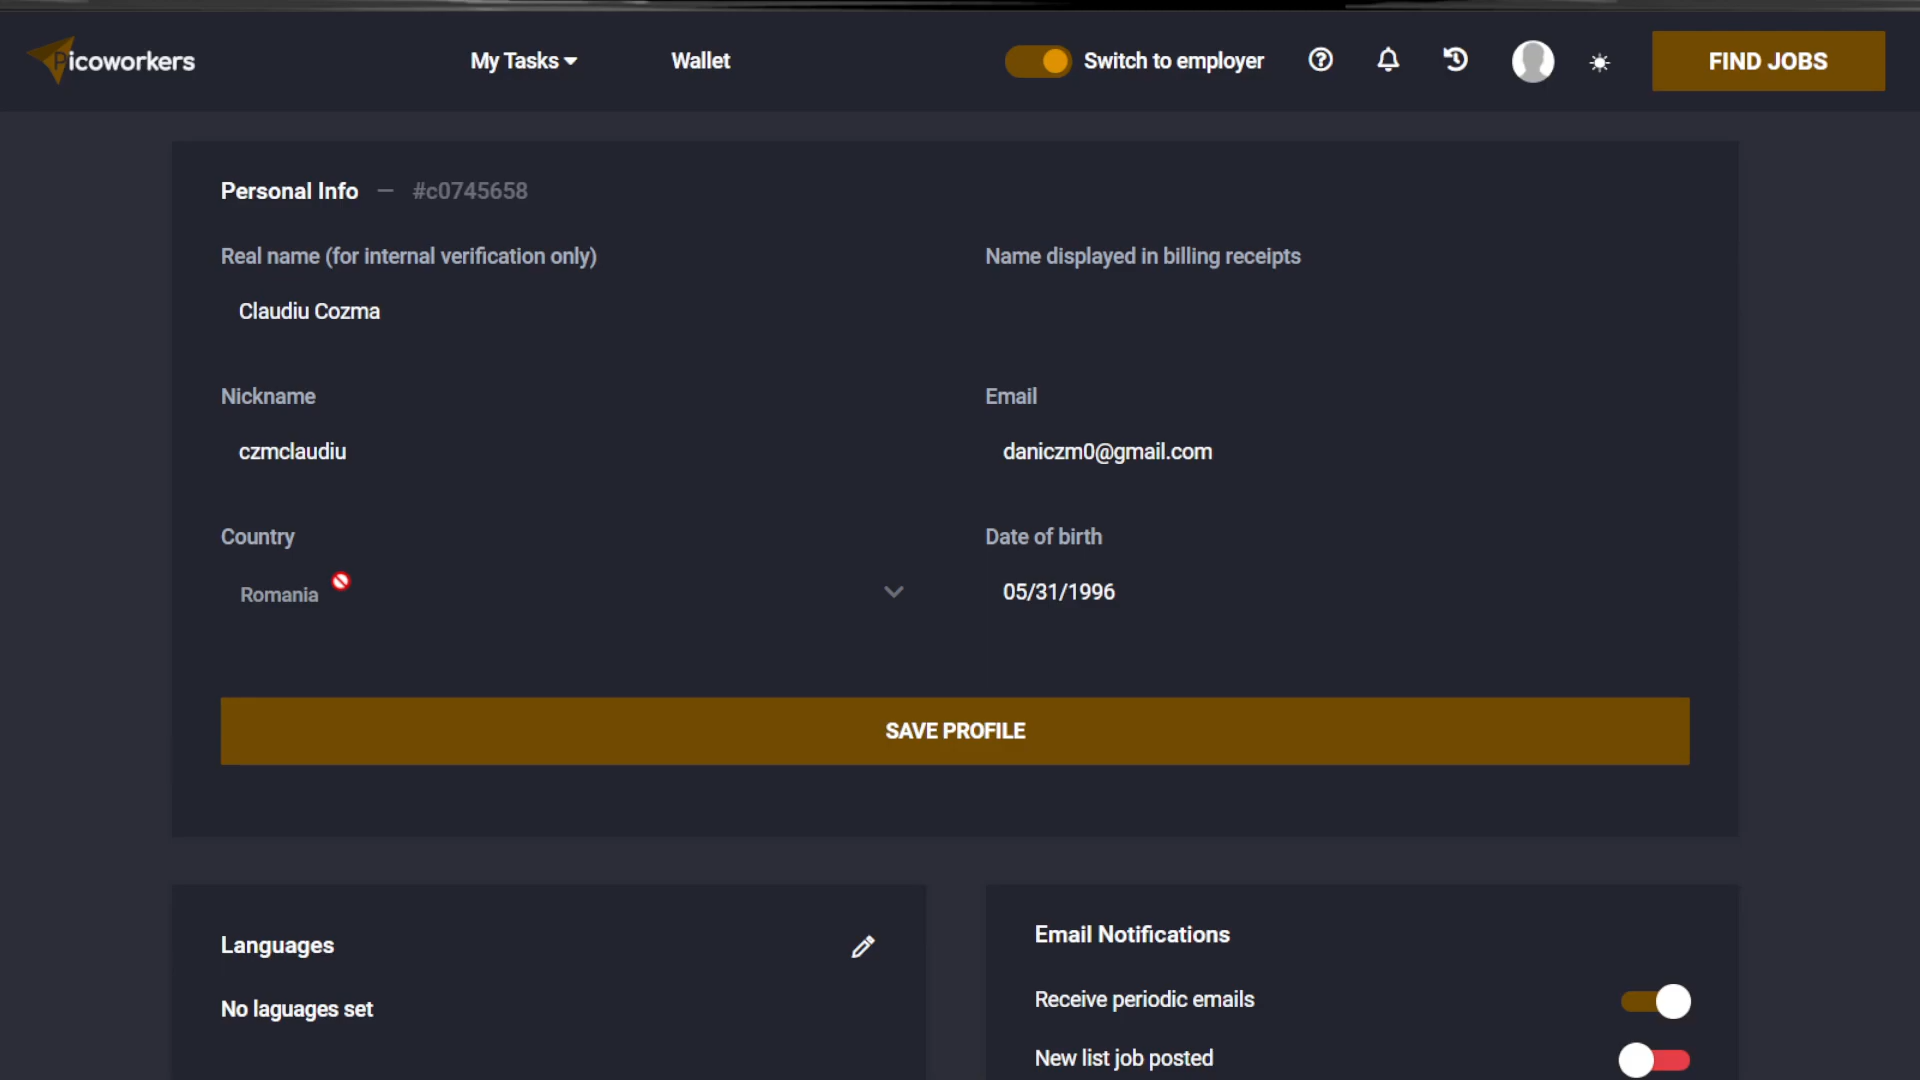 Picoworkers
My Tasks
Wallet
Switch to employer
FIND JOBS
Personal Info — #c0745658
Real name (for internal verification only)
Name displayed in billing receipts
Claudiu Cozma
Nickname
Email
czmclaudiu
daniczm0@gmail.com
Country
Date of birth
Romania
05/31/1996
SAVE PROFILE
Languages
Email Notifications
No laguages set
Receive periodic emails
New list job posted